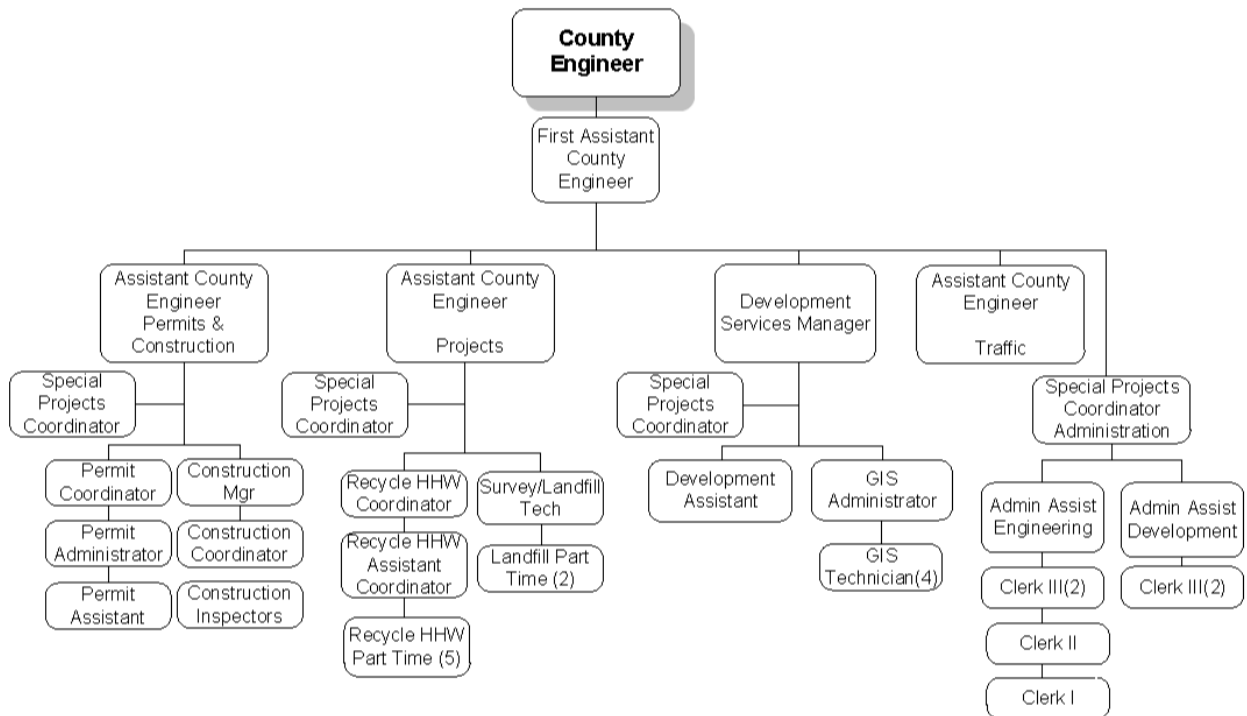 County
Engineer
First Assistant
County
Engineer
Assistant County
Engineer
Permits &
Construction
Assistant County
Engineer
Projects
Development
Services Manager
Assistant County
Engineer
Traffic
Special
Projects
Coordinator
Special
Projects
Coordinator
Special
Projects
Coordinator
Special Projects
Coordinator
Administration
Permit
Coordinator
Construction
Mgr
Recycle HHW
Coordinator
Survey/Landfill
Tech
Development
Assistant
GIS
Administrator
Admin Assist
Engineering
Admin Assist
Development
Permit
Administrator
Construction
Coordinator
Recycle HHW
Assistant
Coordinator
Landfill Part
Time (2)
GIS
Technician(4)
Clerk III(2)
Clerk III(2)
Permit
Assistant
Construction
Inspectors
Recycle HHW
Part Time (5)
Clerk II
Clerk I